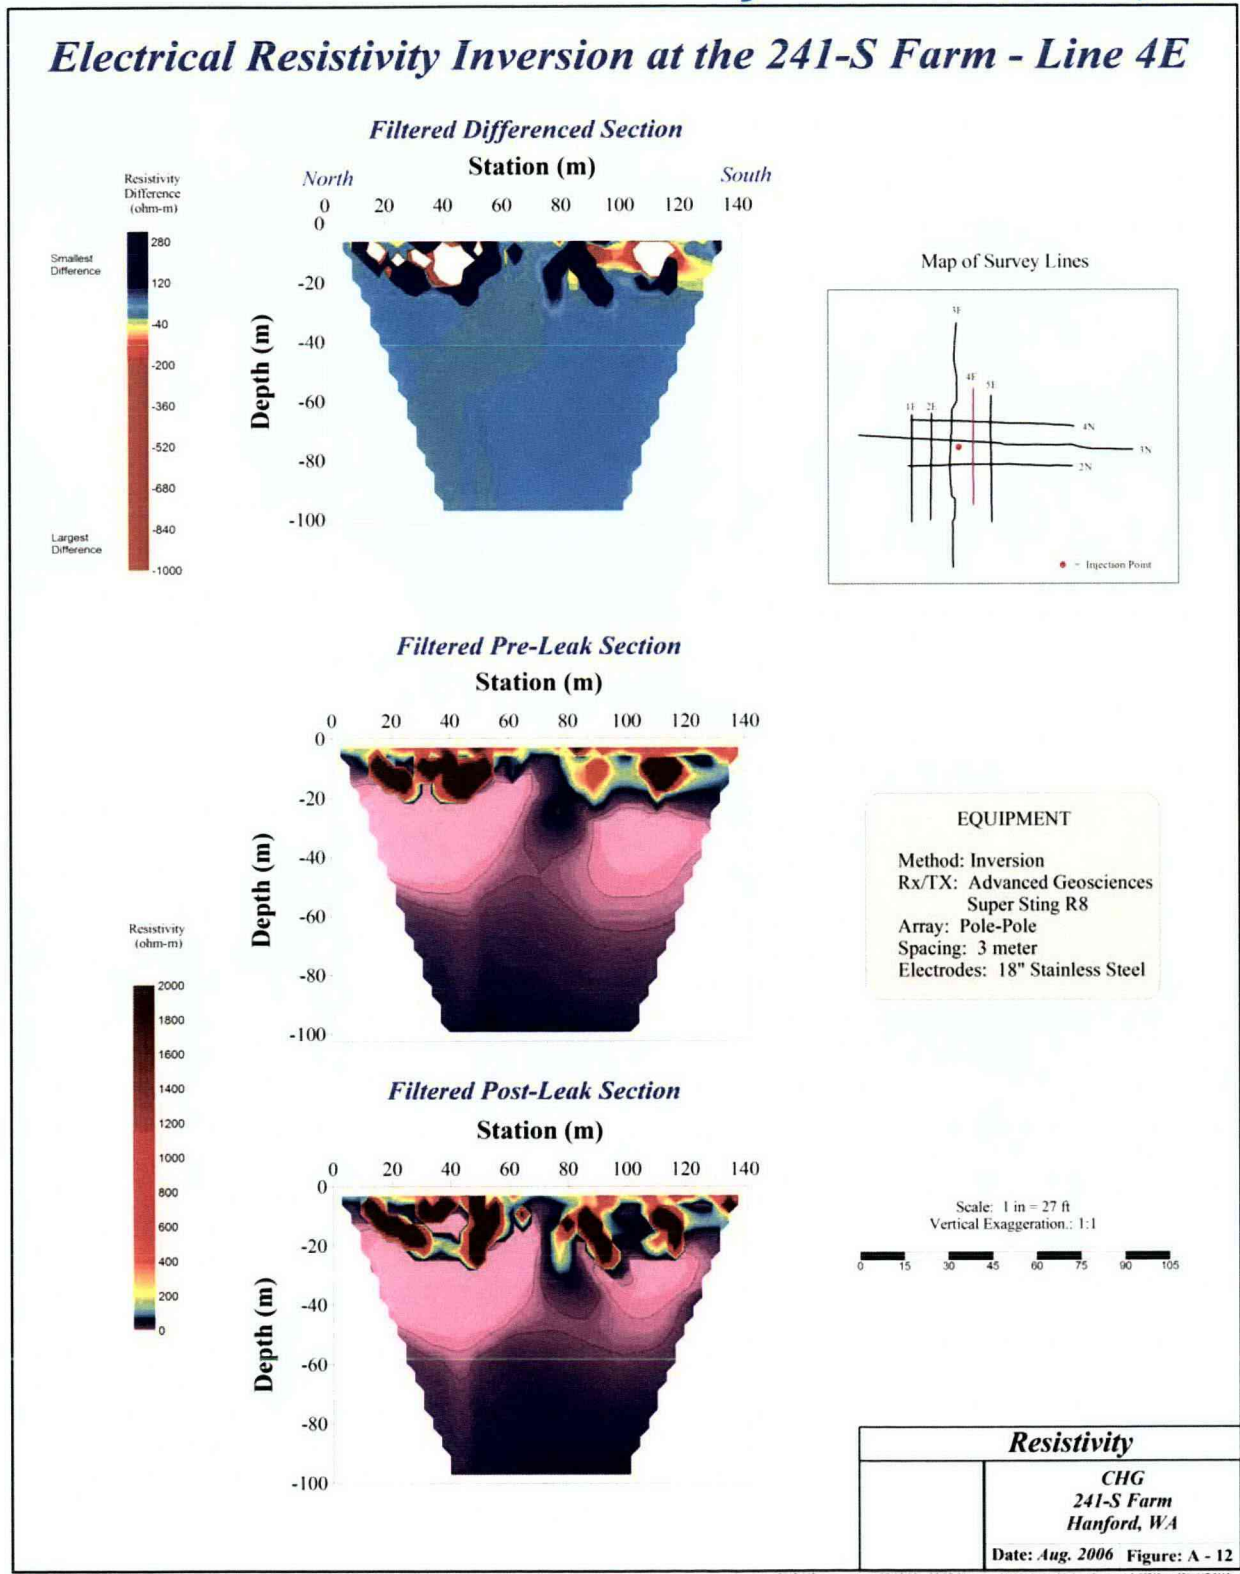 Electrical Resistivity Inversion at the 241-S Farm - Line 4E
Filtered Differenced Section
Station (m)
North
South
0 20 40 60 80 100 120 140
Resistivity
Difference
(ohm-m)
Smallest
Difference
Largest
Difference
280
120
-40
-200
-360
-520
-680
-840
-1000
Depth (m)
0
-20
-40
-60
-80
-100
Map of Survey Lines
3E
4E
5E
1E 2E
4N
3N
2N
= Injection Point
Filtered Pre-Leak Section
Station (m)
0 20 40 60 80 100 120 140
Depth (m)
0
-20
-40
-60
-80
-100
EQUIPMENT
Method: Inversion
Rx/TX: Advanced Geosciences
Super Sting R8
Array: Pole-Pole
Spacing: 3 meter
Electrodes: 18" Stainless Steel
Resistivity
(ohm-m)
2000
1800
1600
1400
1200
1000
800
600
400
200
0
Filtered Post-Leak Section
Station (m)
0 20 40 60 80 100 120 140
Depth (m)
0
-20
-40
-60
-80
-100
Scale: 1 in = 27 ft
Vertical Exaggeration.: 1:1
0 15 30 45 60 75 90 105
Resistivity
CHG
241-S Farm
Hanford, WA
Date: Aug. 2006 Figure: A - 12